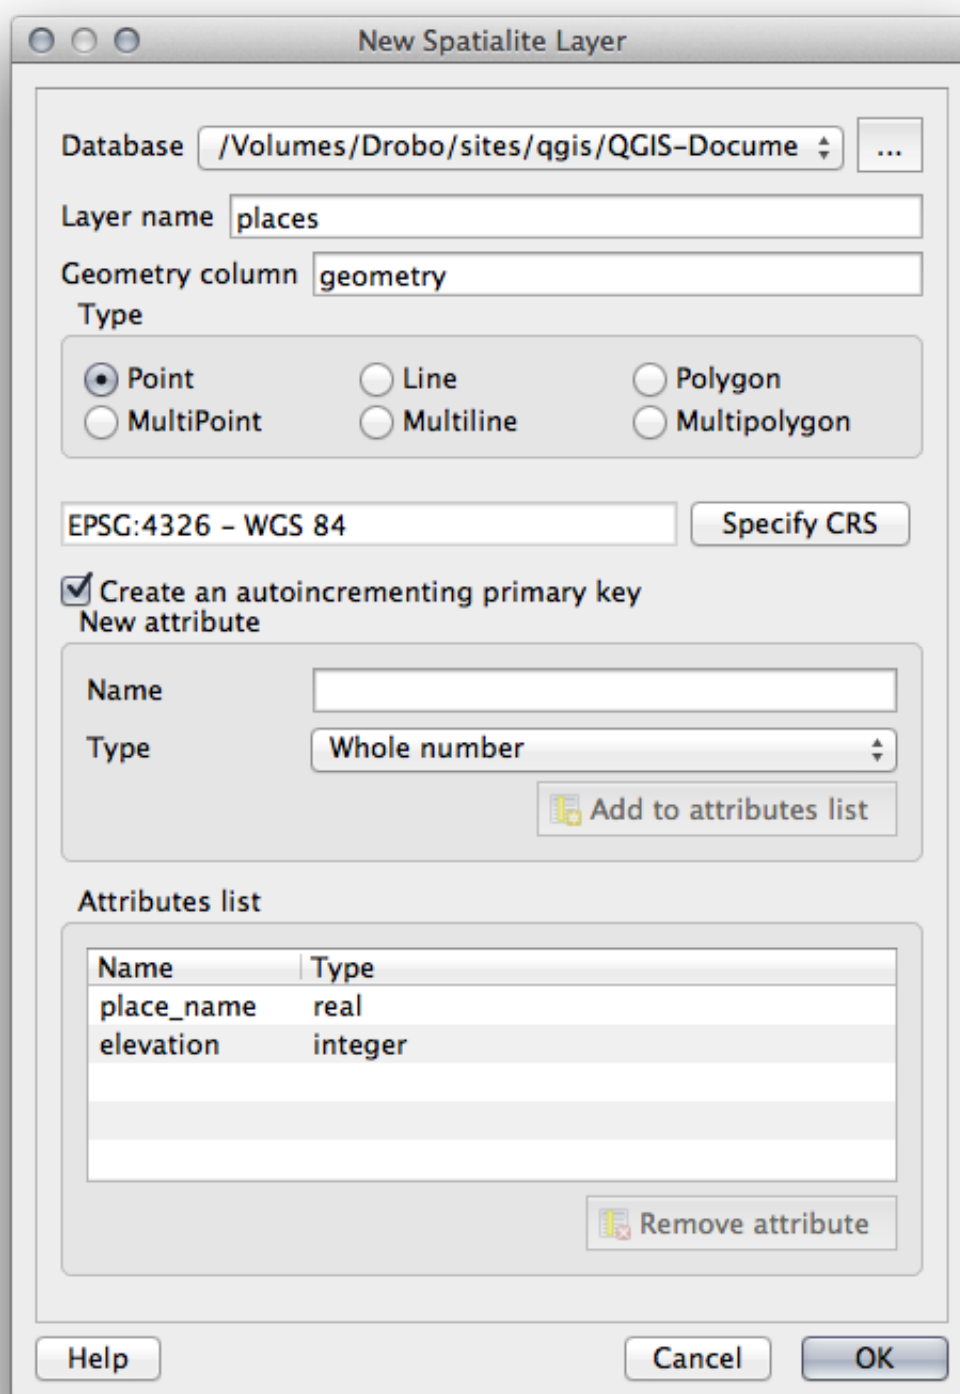 New Spatialite Layer
Database /Volumes/Drobo/sites/qgis/QGIS-Docume ...
Layer name places
Geometry column geometry
Type
Point Line Polygon
MultiPoint Multiline Multipolygon
EPSG:4326 – WGS 84 Specify CRS
Create an autoincrementing primary key
New attribute
Name
Type Whole number
Add to attributes list
Attributes list
Name Type
place_name real
elevation integer
Remove attribute
Help Cancel OK